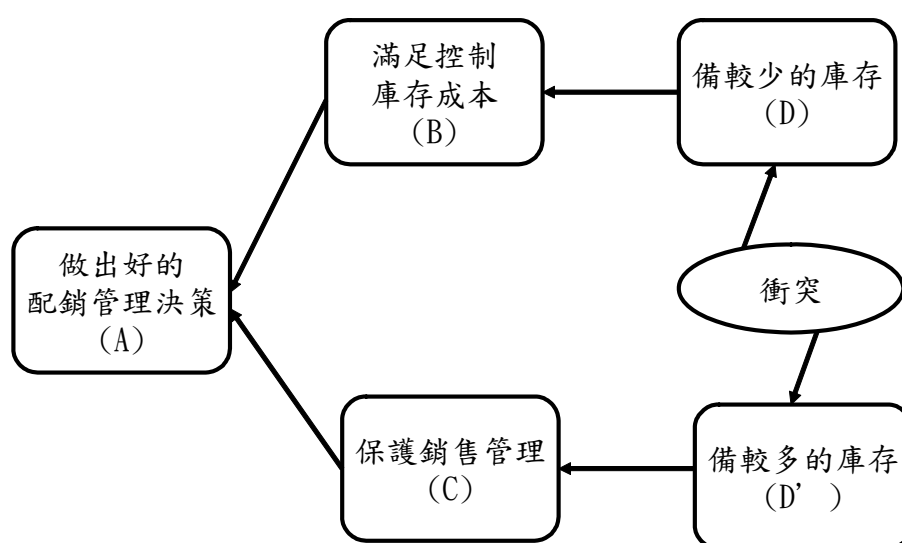 滿足控制
庫存成本
(B)
備較少的庫存
(D)
做出好的
配銷管理決策
(A)
衝突
保護銷售管理
(C)
備較多的庫存
(D’)